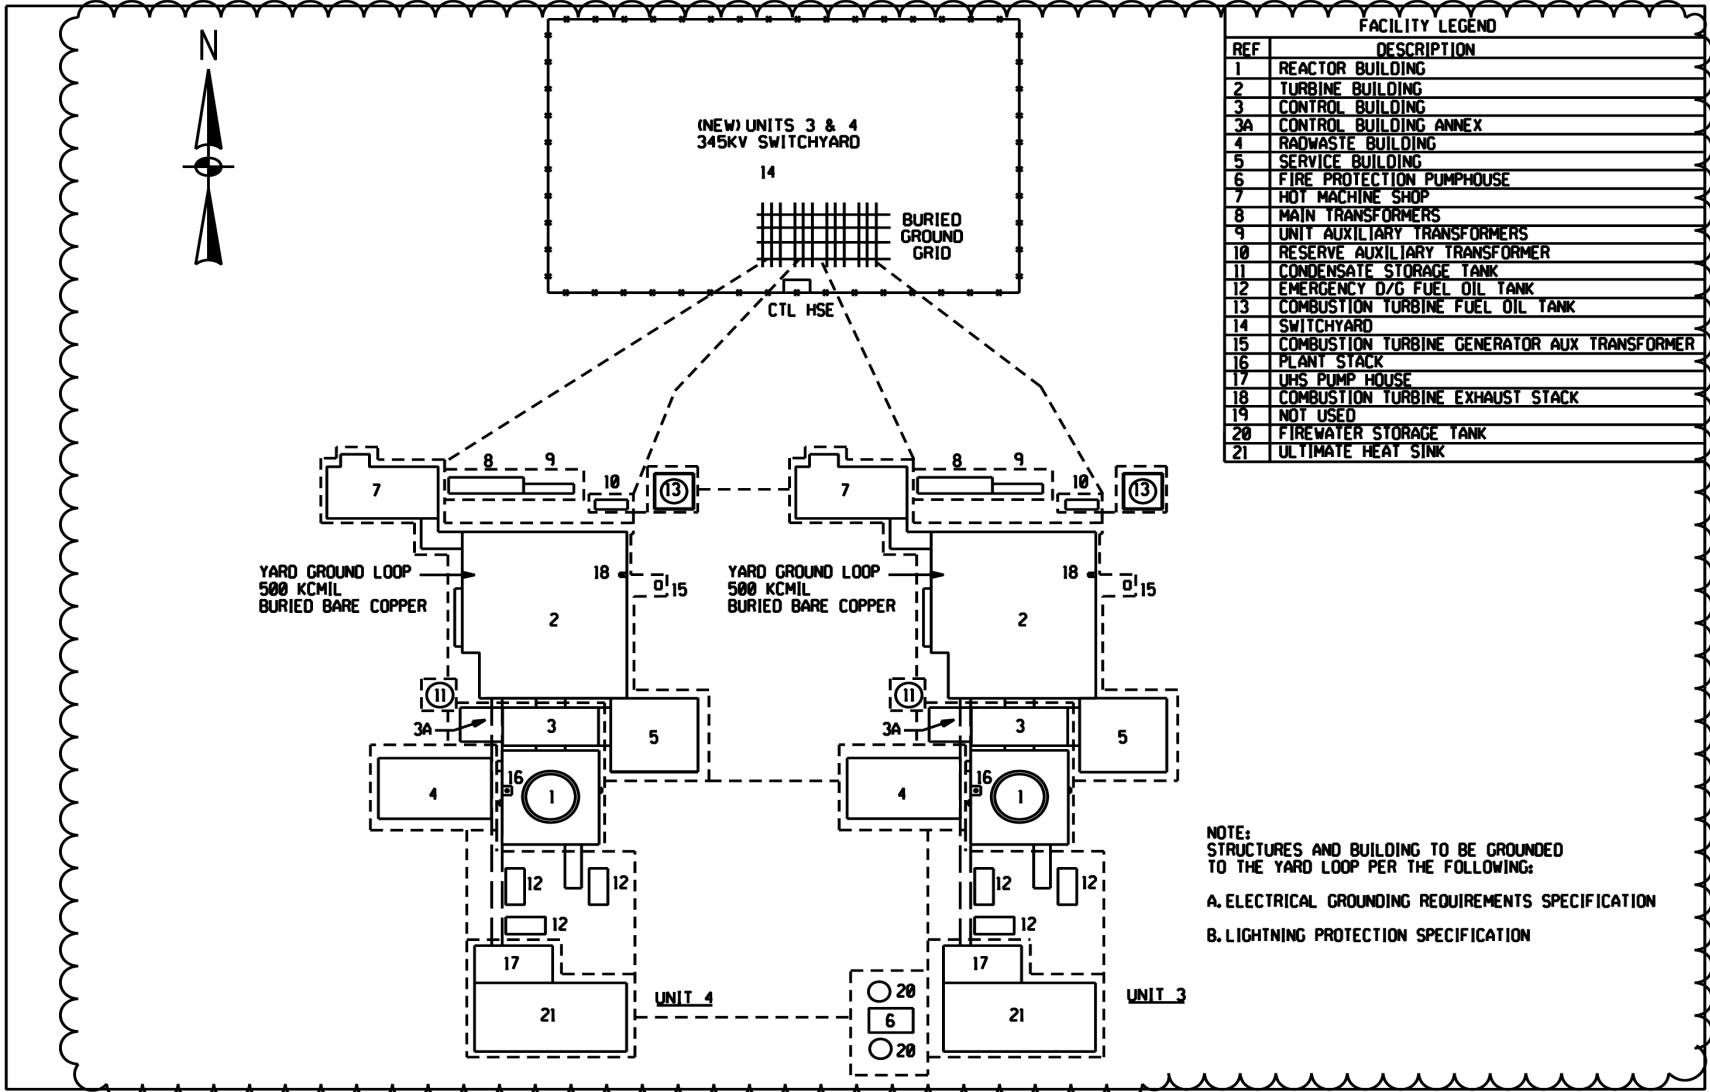 N
(NEW) UNITS 3 & 4
345KV SWITCHYARD
14
BURIED
GROUND
GRID
CTL HSE
FACILITY LEGEND
REF DESCRIPTION
1 REACTOR BUILDING
2 TURBINE BUILDING
3 CONTROL BUILDING
3A CONTROL BUILDING ANNEX
4 RADWASTE BUILDING
5 SERVICE BUILDING
6 FIRE PROTECTION PUMPHOUSE
7 HOT MACHINE SHOP
8 MAIN TRANSFORMERS
9 UNIT AUXILIARY TRANSFORMERS
10 RESERVE AUXILIARY TRANSFORMER
11 CONDENSATE STORAGE TANK
12 EMERGENCY D/G FUEL OIL TANK
13 COMBUSTION TURBINE FUEL OIL TANK
14 SWITCHYARD
15 COMBUSTION TURBINE GENERATOR AUX TRANSFORMER
16 PLANT STACK
17 UHS PUMP HOUSE
18 COMBUSTION TURBINE EXHAUST STACK
19 NOT USED
20 FIREWATER STORAGE TANK
21 ULTIMATE HEAT SINK
7
8
9
10
13
YARD GROUND LOOP
500 KCMIL
BURIED BARE COPPER
18
15
2
11
3A
3
5
4
16
1
12
12
12
17
21
UNIT 4
7
8
9
10
13
YARD GROUND LOOP
500 KCMIL
BURIED BARE COPPER
18
15
2
11
3A
3
5
4
16
1
12
12
12
17
21
20
6
20
UNIT 3
NOTE:
STRUCTURES AND BUILDING TO BE GROUNDED
TO THE YARD LOOP PER THE FOLLOWING:
A. ELECTRICAL GROUNDING REQUIREMENTS SPECIFICATION
B. LIGHTNING PROTECTION SPECIFICATION